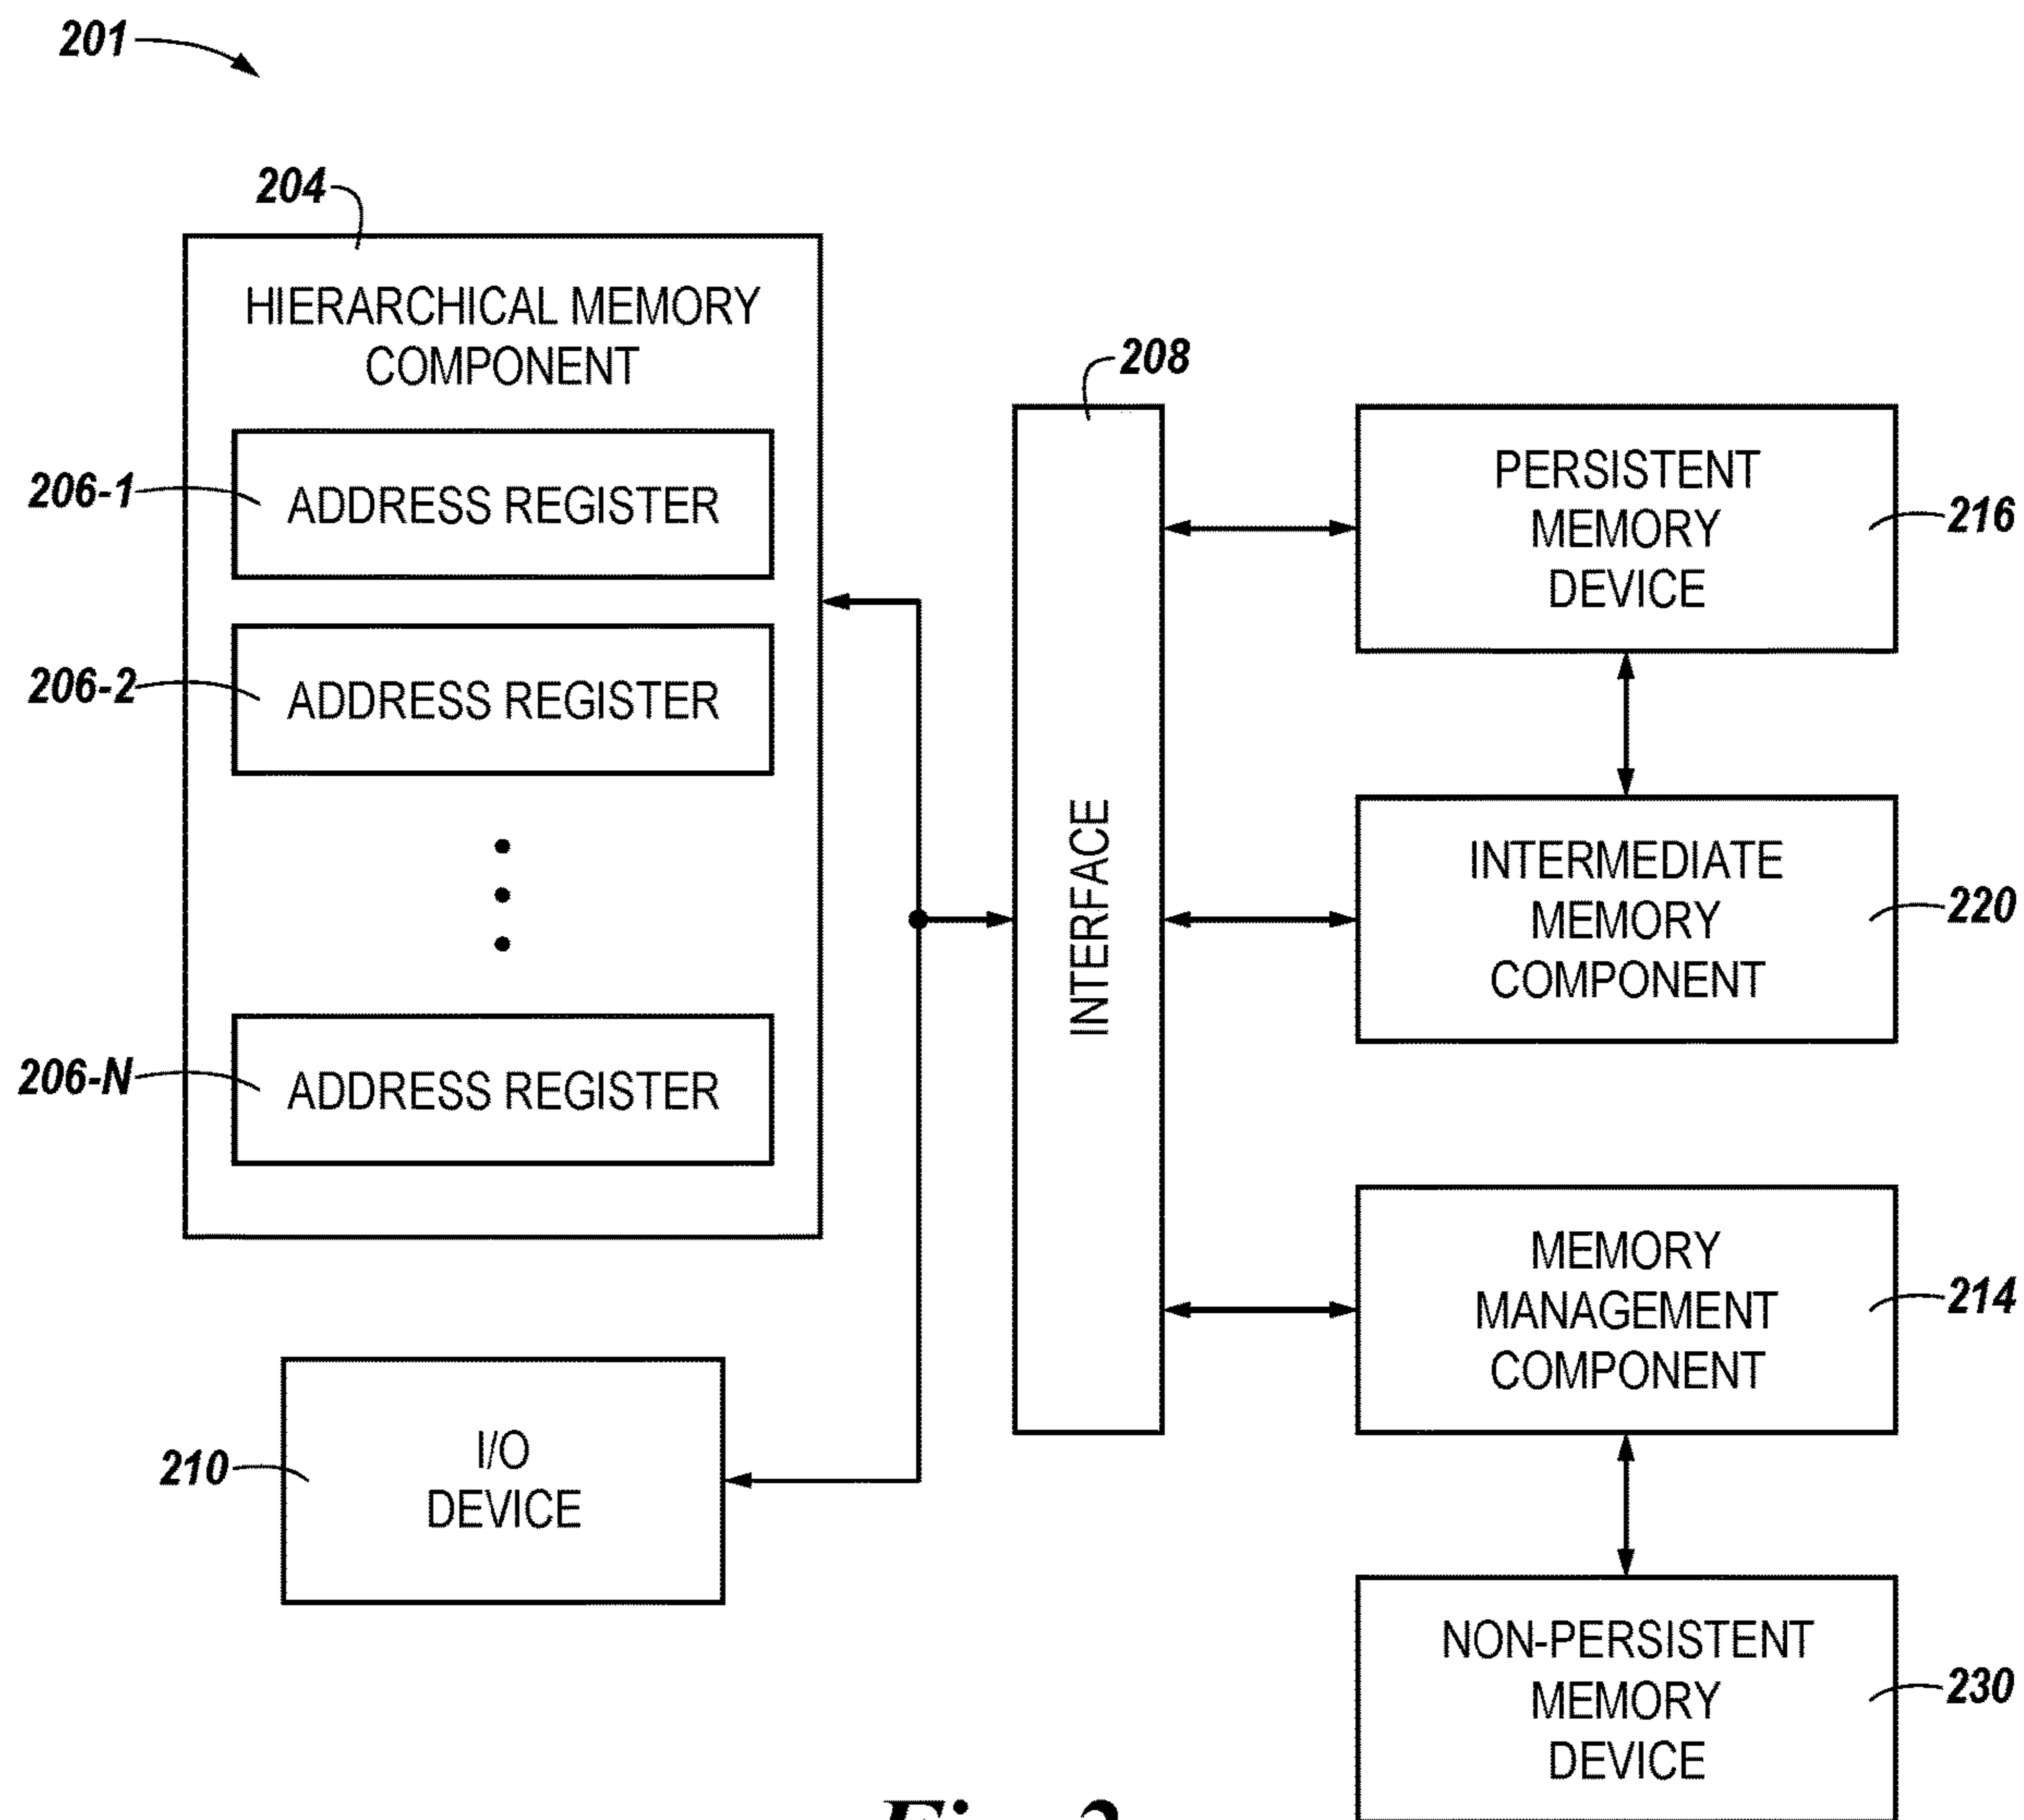 201
204
HIERARCHICAL MEMORY
COMPONENT
206-1
ADDRESS REGISTER
206-2
ADDRESS REGISTER
206-N
ADDRESS REGISTER
210
I/O
DEVICE
208
INTERFACE
PERSISTENT
MEMORY
DEVICE
216
INTERMEDIATE
MEMORY
COMPONENT
220
MEMORY
MANAGEMENT
COMPONENT
214
NON-PERSISTENT
MEMORY
DEVICE
230